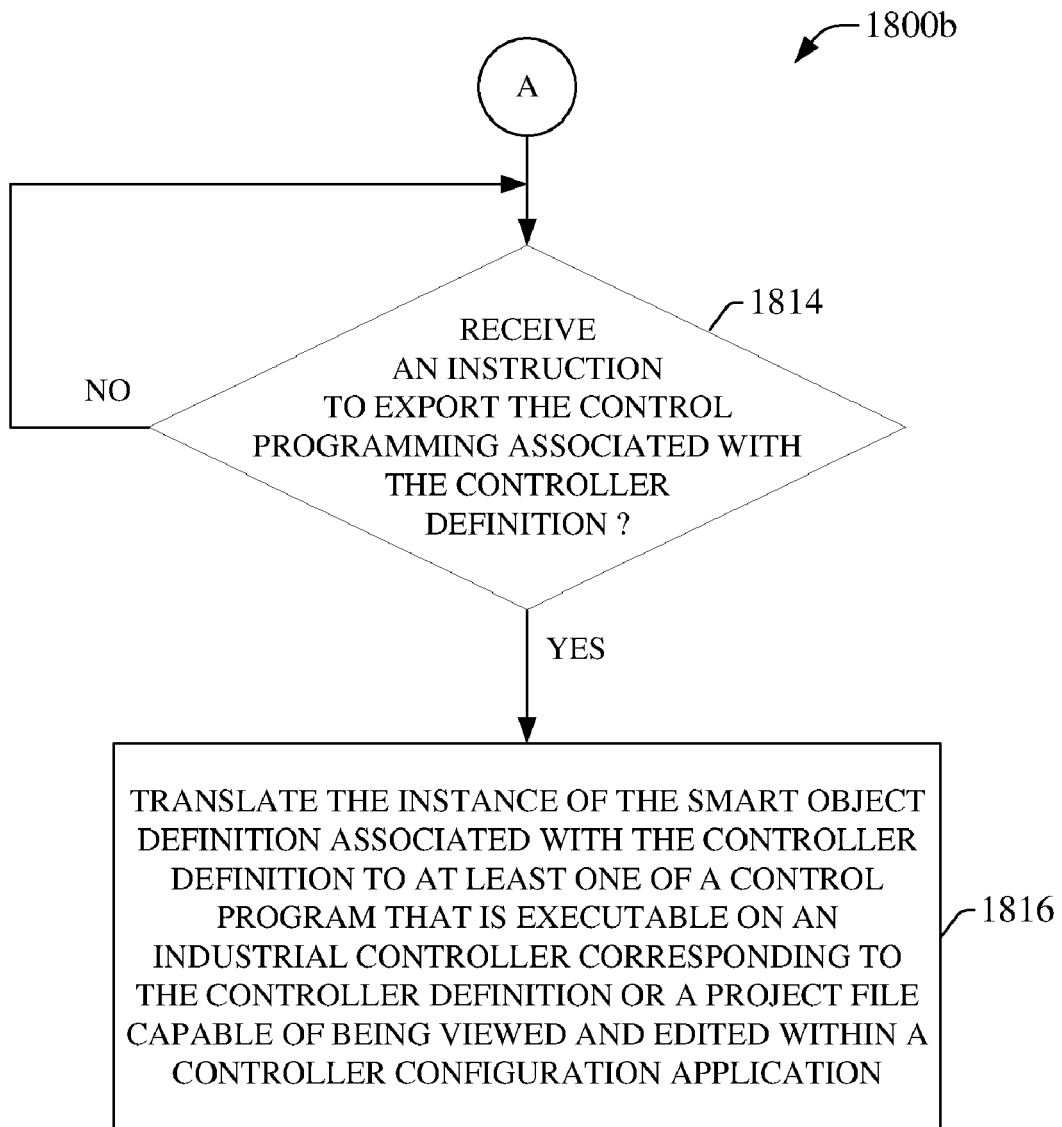 1800b
A
1814
RECEIVE
AN INSTRUCTION
TO EXPORT THE CONTROL
PROGRAMMING ASSOCIATED WITH
THE CONTROLLER
DEFINITION ?
NO
YES
TRANSLATE THE INSTANCE OF THE SMART OBJECT
DEFINITION ASSOCIATED WITH THE CONTROLLER
DEFINITION TO AT LEAST ONE OF A CONTROL
PROGRAM THAT IS EXECUTABLE ON AN
INDUSTRIAL CONTROLLER CORRESPONDING TO
THE CONTROLLER DEFINITION OR A PROJECT FILE
CAPABLE OF BEING VIEWED AND EDITED WITHIN A
CONTROLLER CONFIGURATION APPLICATION
1816